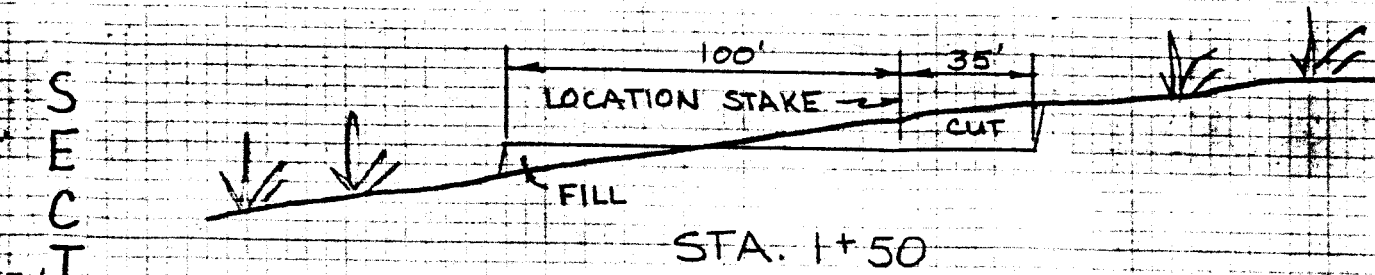 S
E
C
T
100' 35'
LOCATION STAKE
CUT
FILL
STA. 1+50